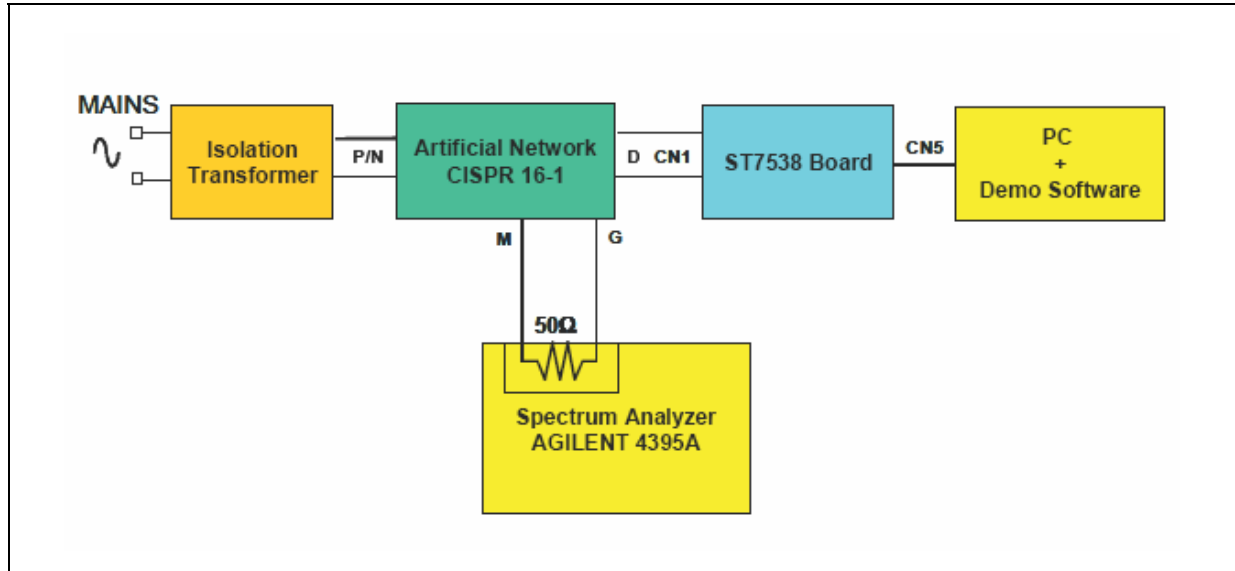 MAINS
Isolation
Transformer
P/N
Artificial Network
CISPR 16-1
D CN1
ST7538 Board
CN5
PC
+
Demo Software
M
G
50Ω
Spectrum Analyzer
AGILENT 4395A